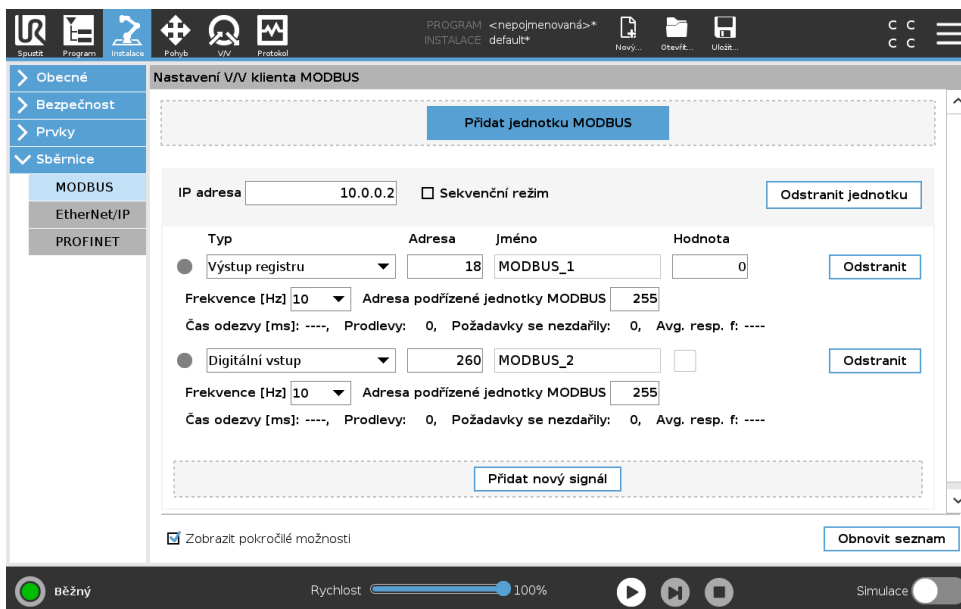 PROGRAM <nepojmenovaná>*
INSTALACE default*
Spustit Program Instalace Pohyb V/V Protokol Nový... Otevřít... Uložit...
C C
C C
Obecné
Bezpečnost
Prvky
Sběrnice
MODBUS
EtherNet/IP
PROFINET
Nastavení V/V klienta MODBUS
Přidat jednotku MODBUS
IP adresa 10.0.0.2 Sekvenční režim Odstranit jednotku
Typ Adresa Jméno Hodnota
Výstup registru 18 MODBUS_1 0 Odstranit
Frekvence [Hz] 10 Adresa podřízené jednotky MODBUS 255
Čas odezvy [ms]: ----, Prodlevy: 0, Požadavky se nezdařily: 0, Avg. resp. f: ----
Digitální vstup 260 MODBUS_2 Odstranit
Frekvence [Hz] 10 Adresa podřízené jednotky MODBUS 255
Čas odezvy [ms]: ----, Prodlevy: 0, Požadavky se nezdařily: 0, Avg. resp. f: ----
Přidat nový signál
Zobrazit pokročilé možnosti Obnovit seznam
Běžný Rychlost 100% Simulace